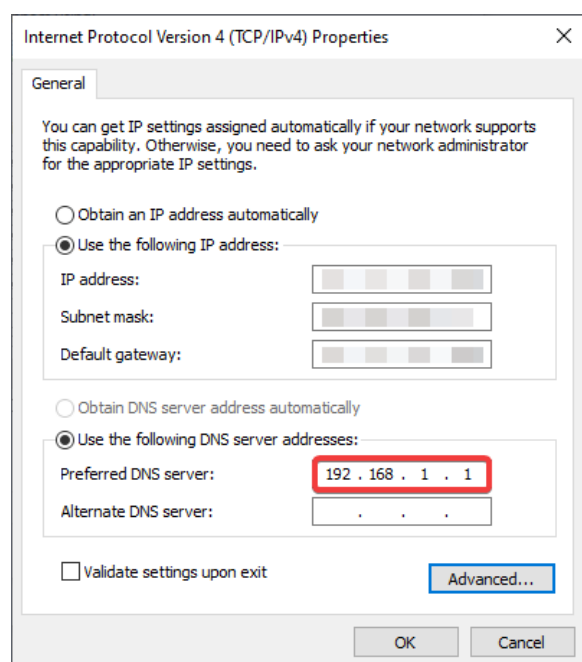 Internet Protocol Version 4 (TCP/IPv4) Properties
General
You can get IP settings assigned automatically if your network supports
this capability. Otherwise, you need to ask your network administrator
for the appropriate IP settings.
Obtain an IP address automatically
Use the following IP address:
IP address:
Subnet mask:
Default gateway:
Obtain DNS server address automatically
Use the following DNS server addresses:
Preferred DNS server: 192 . 168 . 1 . 1
Alternate DNS server: . . .
Validate settings upon exit
Advanced...
OK Cancel